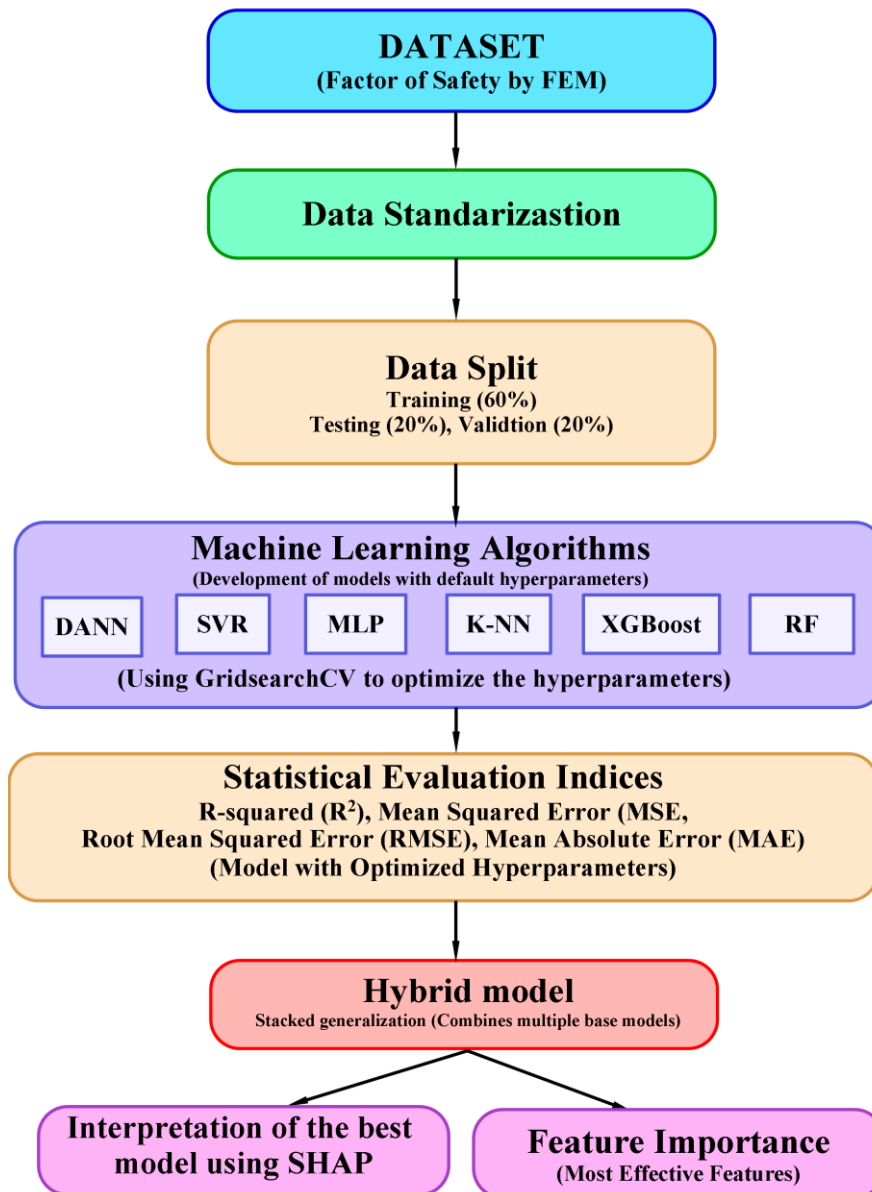 DATASET
(Factor of Safety by FEM)
Data Standarizastion
Data Split
Training (60%)
Testing (20%), Validtion (20%)
Machine Learning Algorithms
(Development of models with default hyperparameters)
DANN SVR MLP K-NN XGBoost RF
(Using GridsearchCV to optimize the hyperparameters)
Statistical Evaluation Indices
R-squared (R²), Mean Squared Error (MSE,
Root Mean Squared Error (RMSE), Mean Absolute Error (MAE)
(Model with Optimized Hyperparameters)
Hybrid model
Stacked generalization (Combines multiple base models)
Interpretation of the best
model using SHAP
Feature Importance
(Most Effective Features)